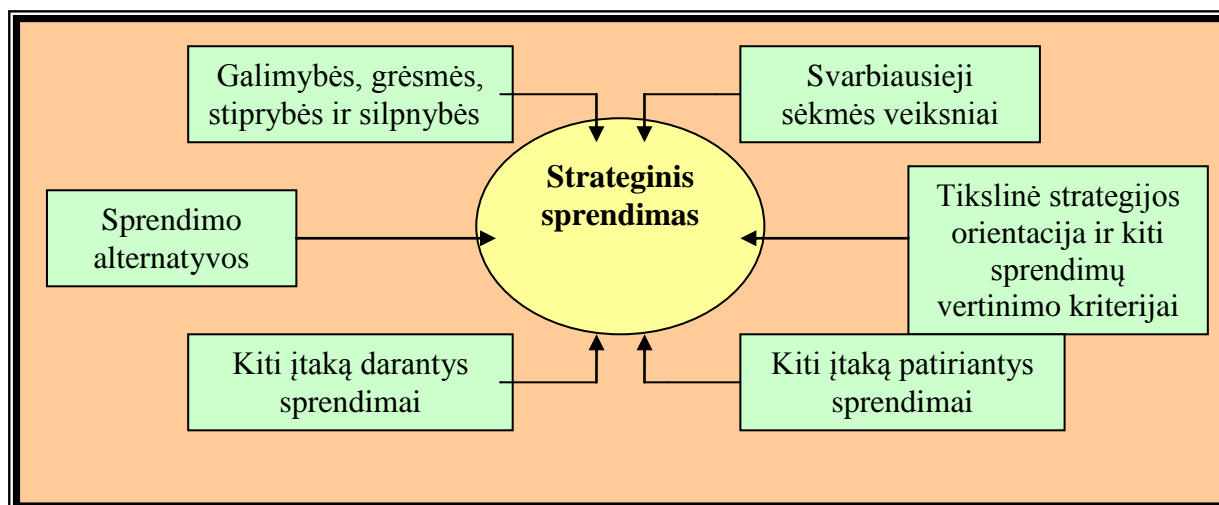 Galimybės, grėsmės,
stiprybės ir silpnybės
Svarbiausieji
sėkmės veiksniai
Strateginis
sprendimas
Sprendimo
alternatyvos
Tikslinė strategijos
orientacija ir kiti
sprendimų
vertinimo kriterijai
Kiti įtaką darantys
sprendimai
Kiti įtaką patiriantys
sprendimai